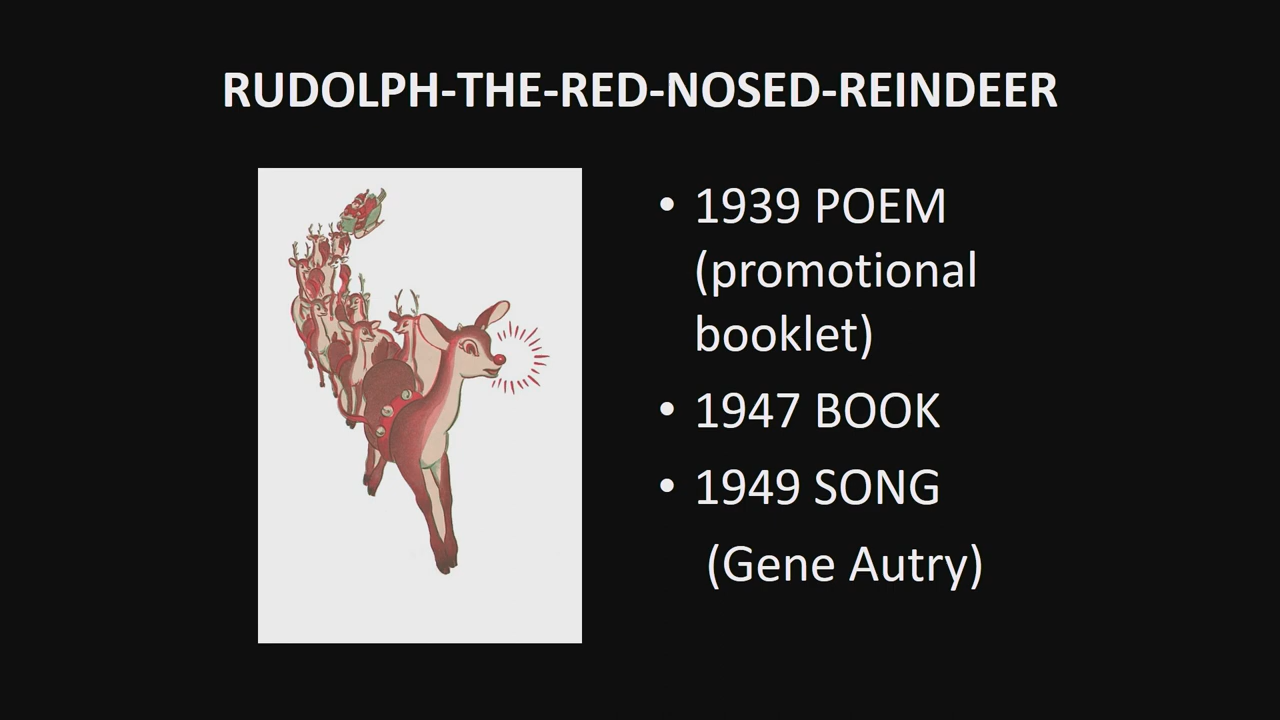 RUDOLPH-THE-RED-NOSED-REINDEER
• 1939 POEM
(promotional
booklet)
• 1947 BOOK
• 1949 SONG
(Gene Autry)